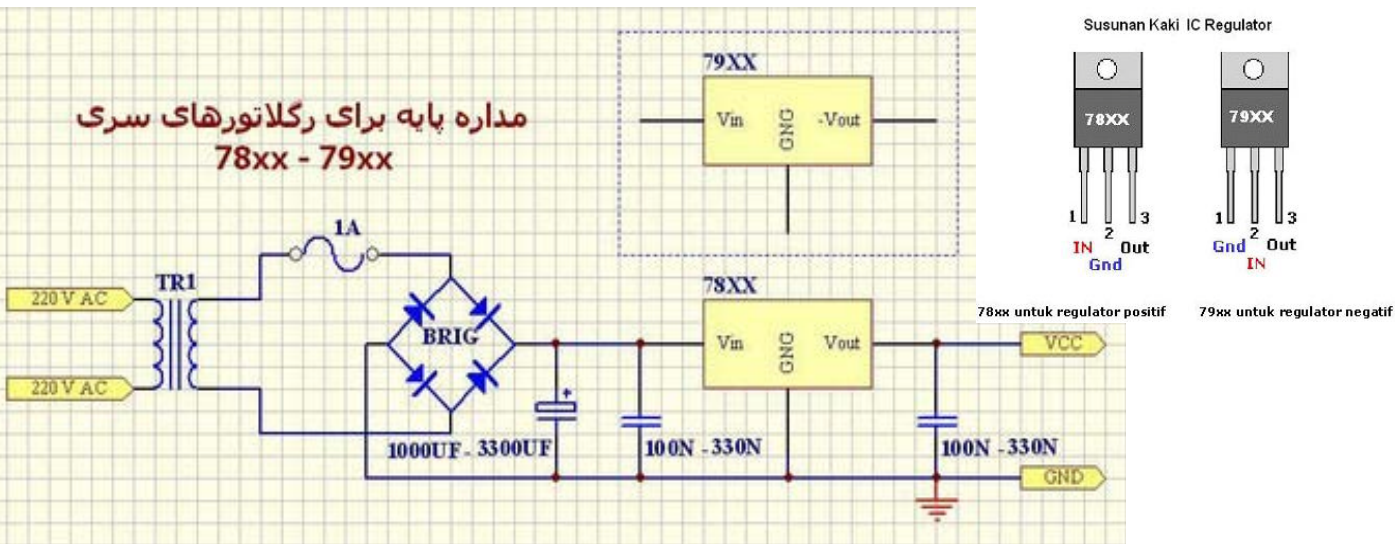 مداره پایه برای رگلاتورهای سری
78xx - 79xx
79XX
Vin
GNG
-Vout
1A
TR1
220 V AC
220 V AC
BRIG
78XX
Vin
GNG
Vout
VCC
1000UF- 3300UF
100N -330N
100N -330N
GND
Susunan Kaki IC Regulator
78XX
79XX
1
2
3
IN
Gnd
Out
1
2
3
Gnd
IN
Out
78xx untuk regulator positif
79xx untuk regulator negatif